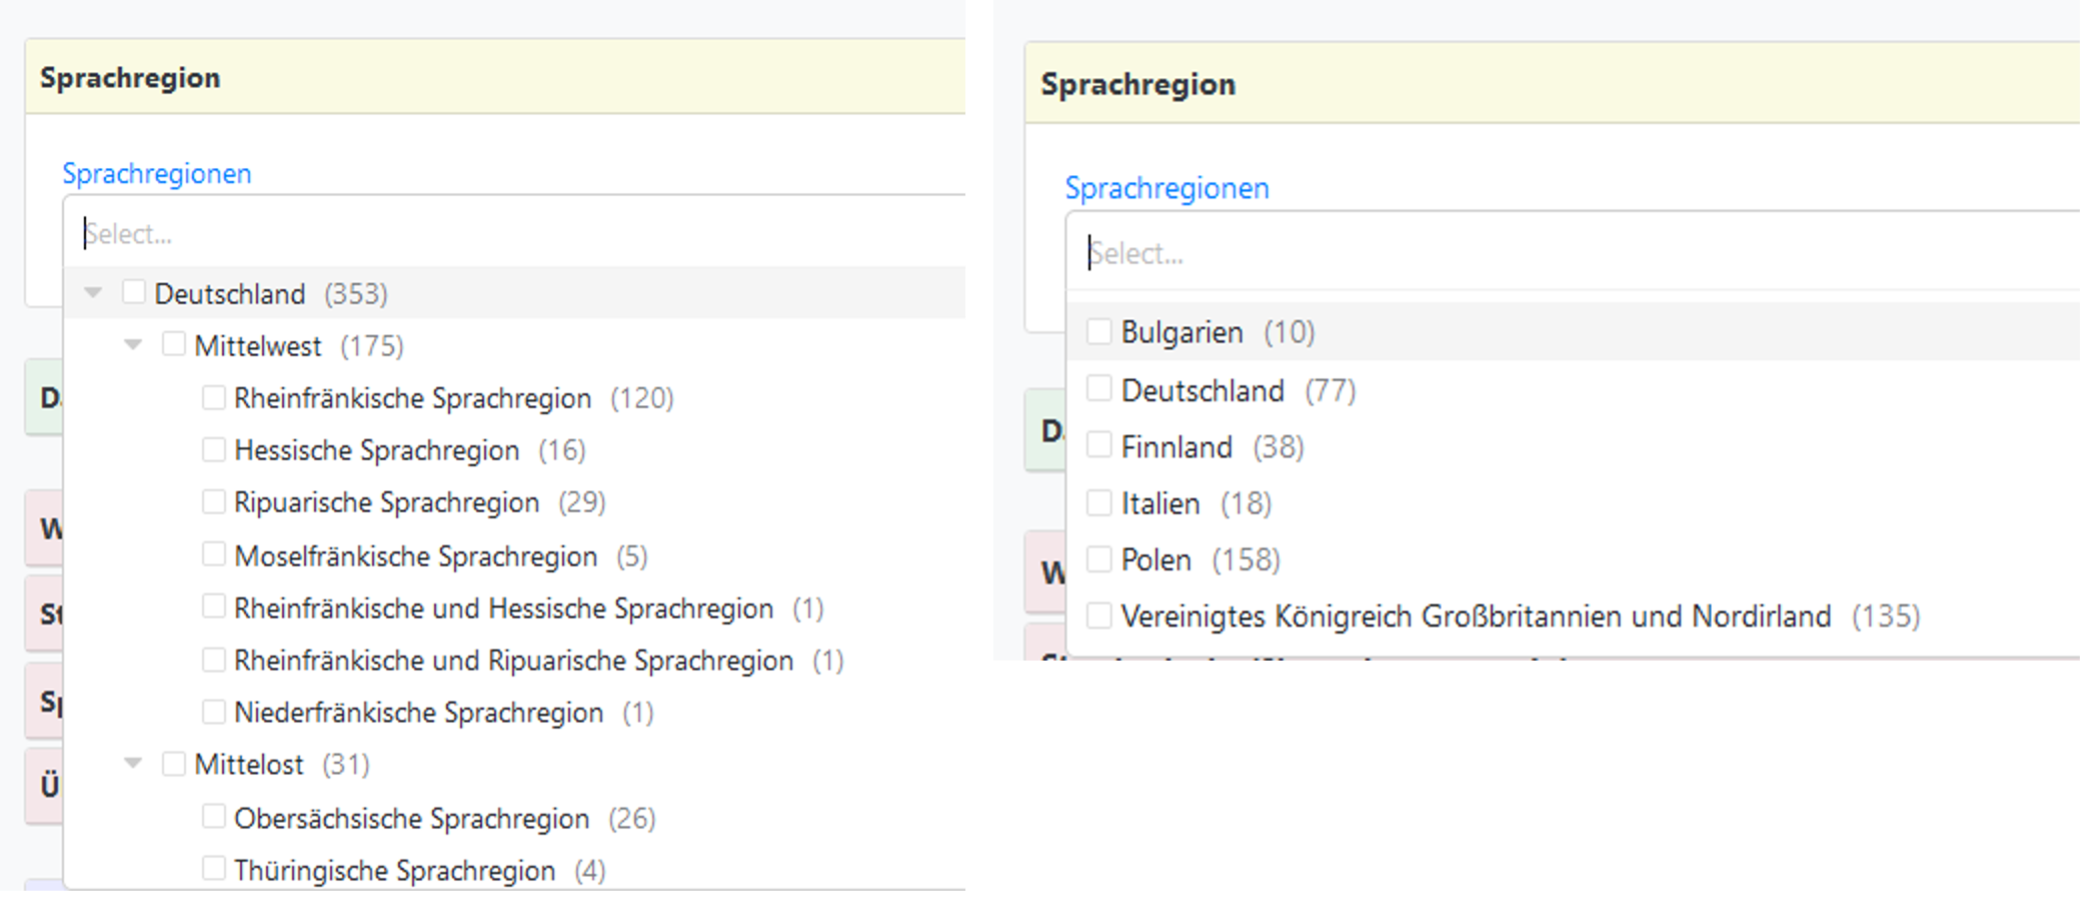 Sprachregion
Sprachregionen
Select...
Deutschland (353)
Mittelwest (175)
Rheinfränkische Sprachregion (120)
Hessische Sprachregion (16)
Ripuarische Sprachregion (29)
Moselfränkische Sprachregion (5)
Rheinfränkische und Hessische Sprachregion (1)
Rheinfränkische und Ripuarische Sprachregion (1)
Niederfränkische Sprachregion (1)
Mittelost (31)
Obersächsische Sprachregion (26)
Thüringische Sprachregion (4)
D
W
St
Sp
Ü
Sprachregion
Sprachregionen
Select...
Bulgarien (10)
Deutschland (77)
Finnland (38)
Italien (18)
Polen (158)
Vereinigtes Königreich Großbritannien und Nordirland (135)
D
W